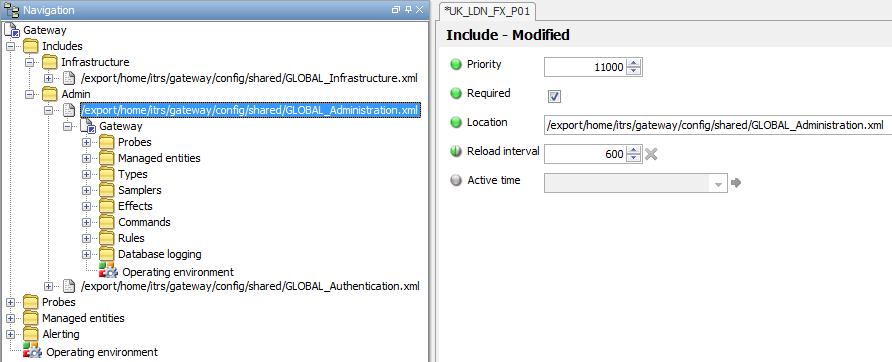 Navigation
Gateway
Includes
Infrastructure
/export/home/itrs/gateway/config/shared/GLOBAL_Infrastructure.xml
Admin
/export/home/itrs/gateway/config/shared/GLOBAL_Administration.xml
Gateway
Probes
Managed entities
Types
Samplers
Effects
Commands
Rules
Database logging
Operating environment
/export/home/itrs/gateway/config/shared/GLOBAL_Authentication.xml
Probes
Managed entities
Alerting
Operating environment
*UK_LDN_FX_P01
Include - Modified
Priority 11000
Required
Location /export/home/itrs/gateway/config/shared/GLOBAL_Administration.xml
Reload interval 600
Active time